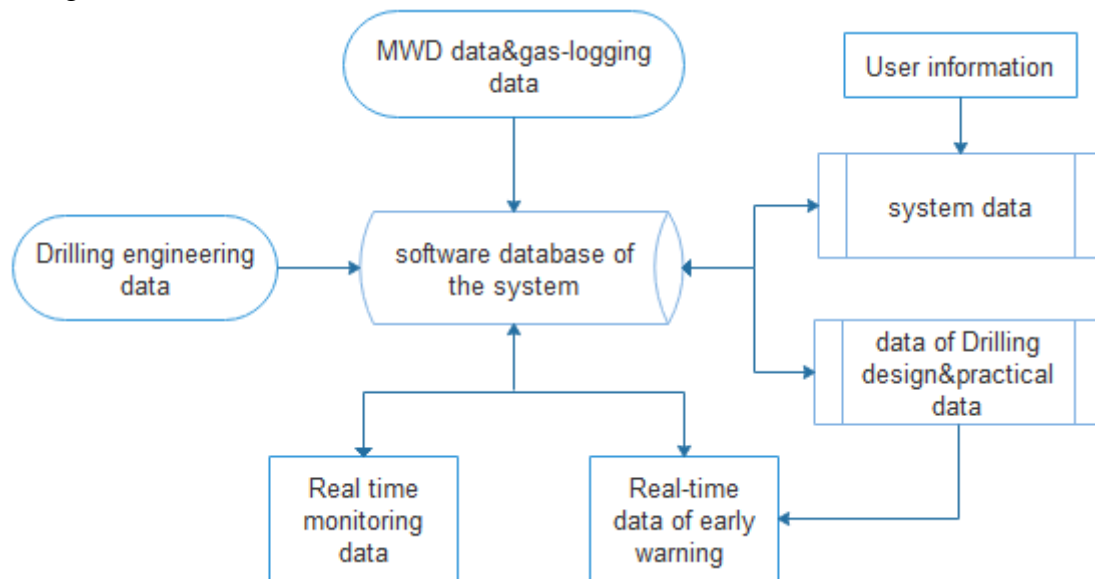 MWD data&gas-logging
data
User information
system data
Drilling engineering
data
software database of
the system
data of Drilling
design&practical
data
Real time
monitoring
data
Real-time
data of early
warning